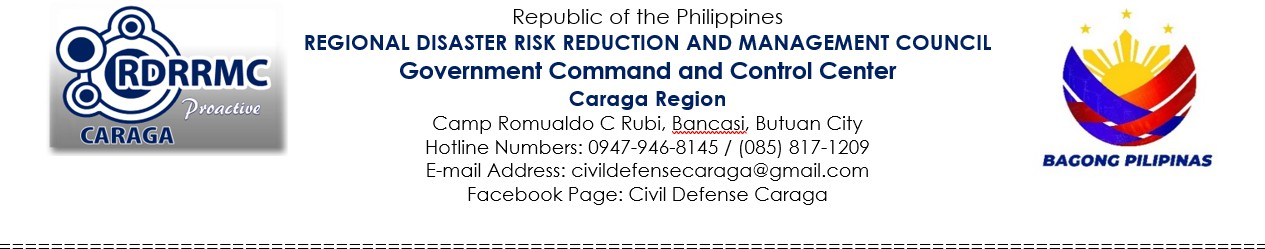 Republic of the Philippines
REGIONAL DISASTER RISK REDUCTION AND MANAGEMENT COUNCIL
Government Command and Control Center
Caraga Region
Camp Romualdo C Rubi, Bancasi, Butuan City
Hotline Numbers: 0947-946-8145 / (085) 817-1209
E-mail Address: civildefensecaraga@gmail.com
Facebook Page: Civil Defense Caraga
RDRRMC
Proactive
CARAGA
BAGONG PILIPINAS